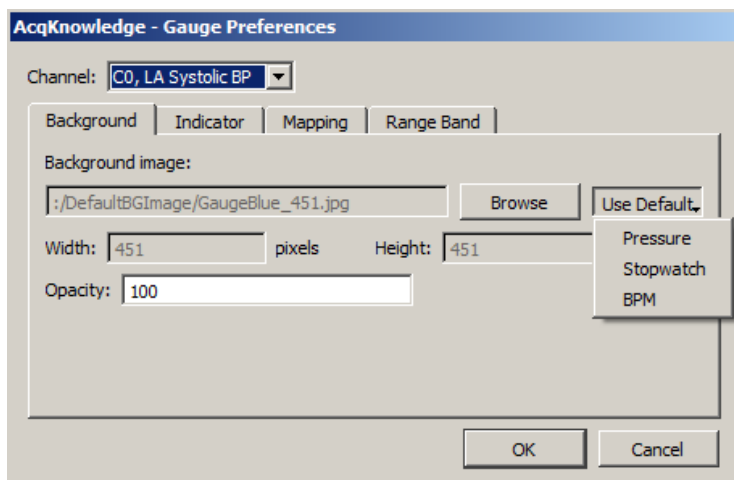 AcqKnowledge - Gauge Preferences
Channel: C0, LA Systolic BP
Background Indicator Mapping Range Band
Background image:
:/DefaultBGImage/GaugeBlue_451.jpg Browse Use Default
Width: 451 pixels Height: 451
Pressure
Stopwatch
BPM
Opacity: 100
OK Cancel